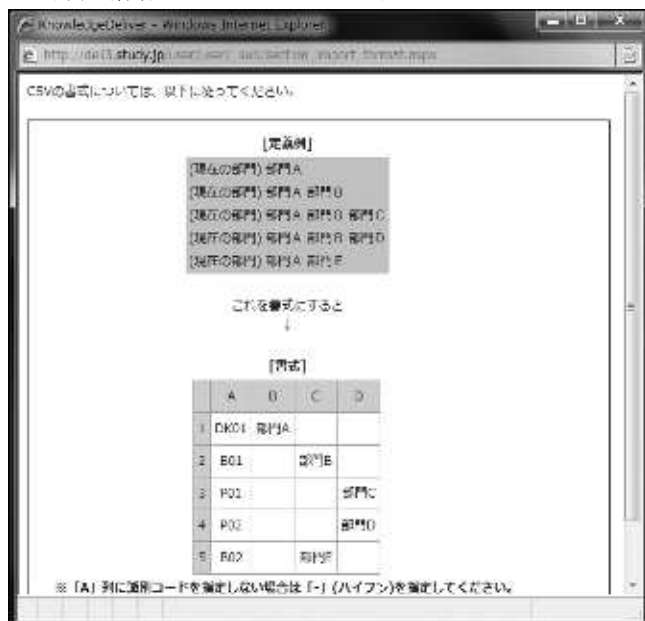 KnowledgeDeliver - Windows Internet Explorer
study.jp
CSVの書式については、以下に従ってください。
[定義例]
(現在の部門) 部門A
(現在の部門) 部門A 部門B
(現在の部門) 部門A 部門B 部門C
(現在の部門) 部門A 部門B 部門D
(現在の部門) 部門A 部門E
これを書式にすると
↓
[書式]
A B C D
1 DK01 部門A
2 B01 部門B
3 P01 部門C
4 P02 部門D
5 B02 部門E
※「A」列に識別コードを指定しない場合は「-」(ハイフン)を指定してください。